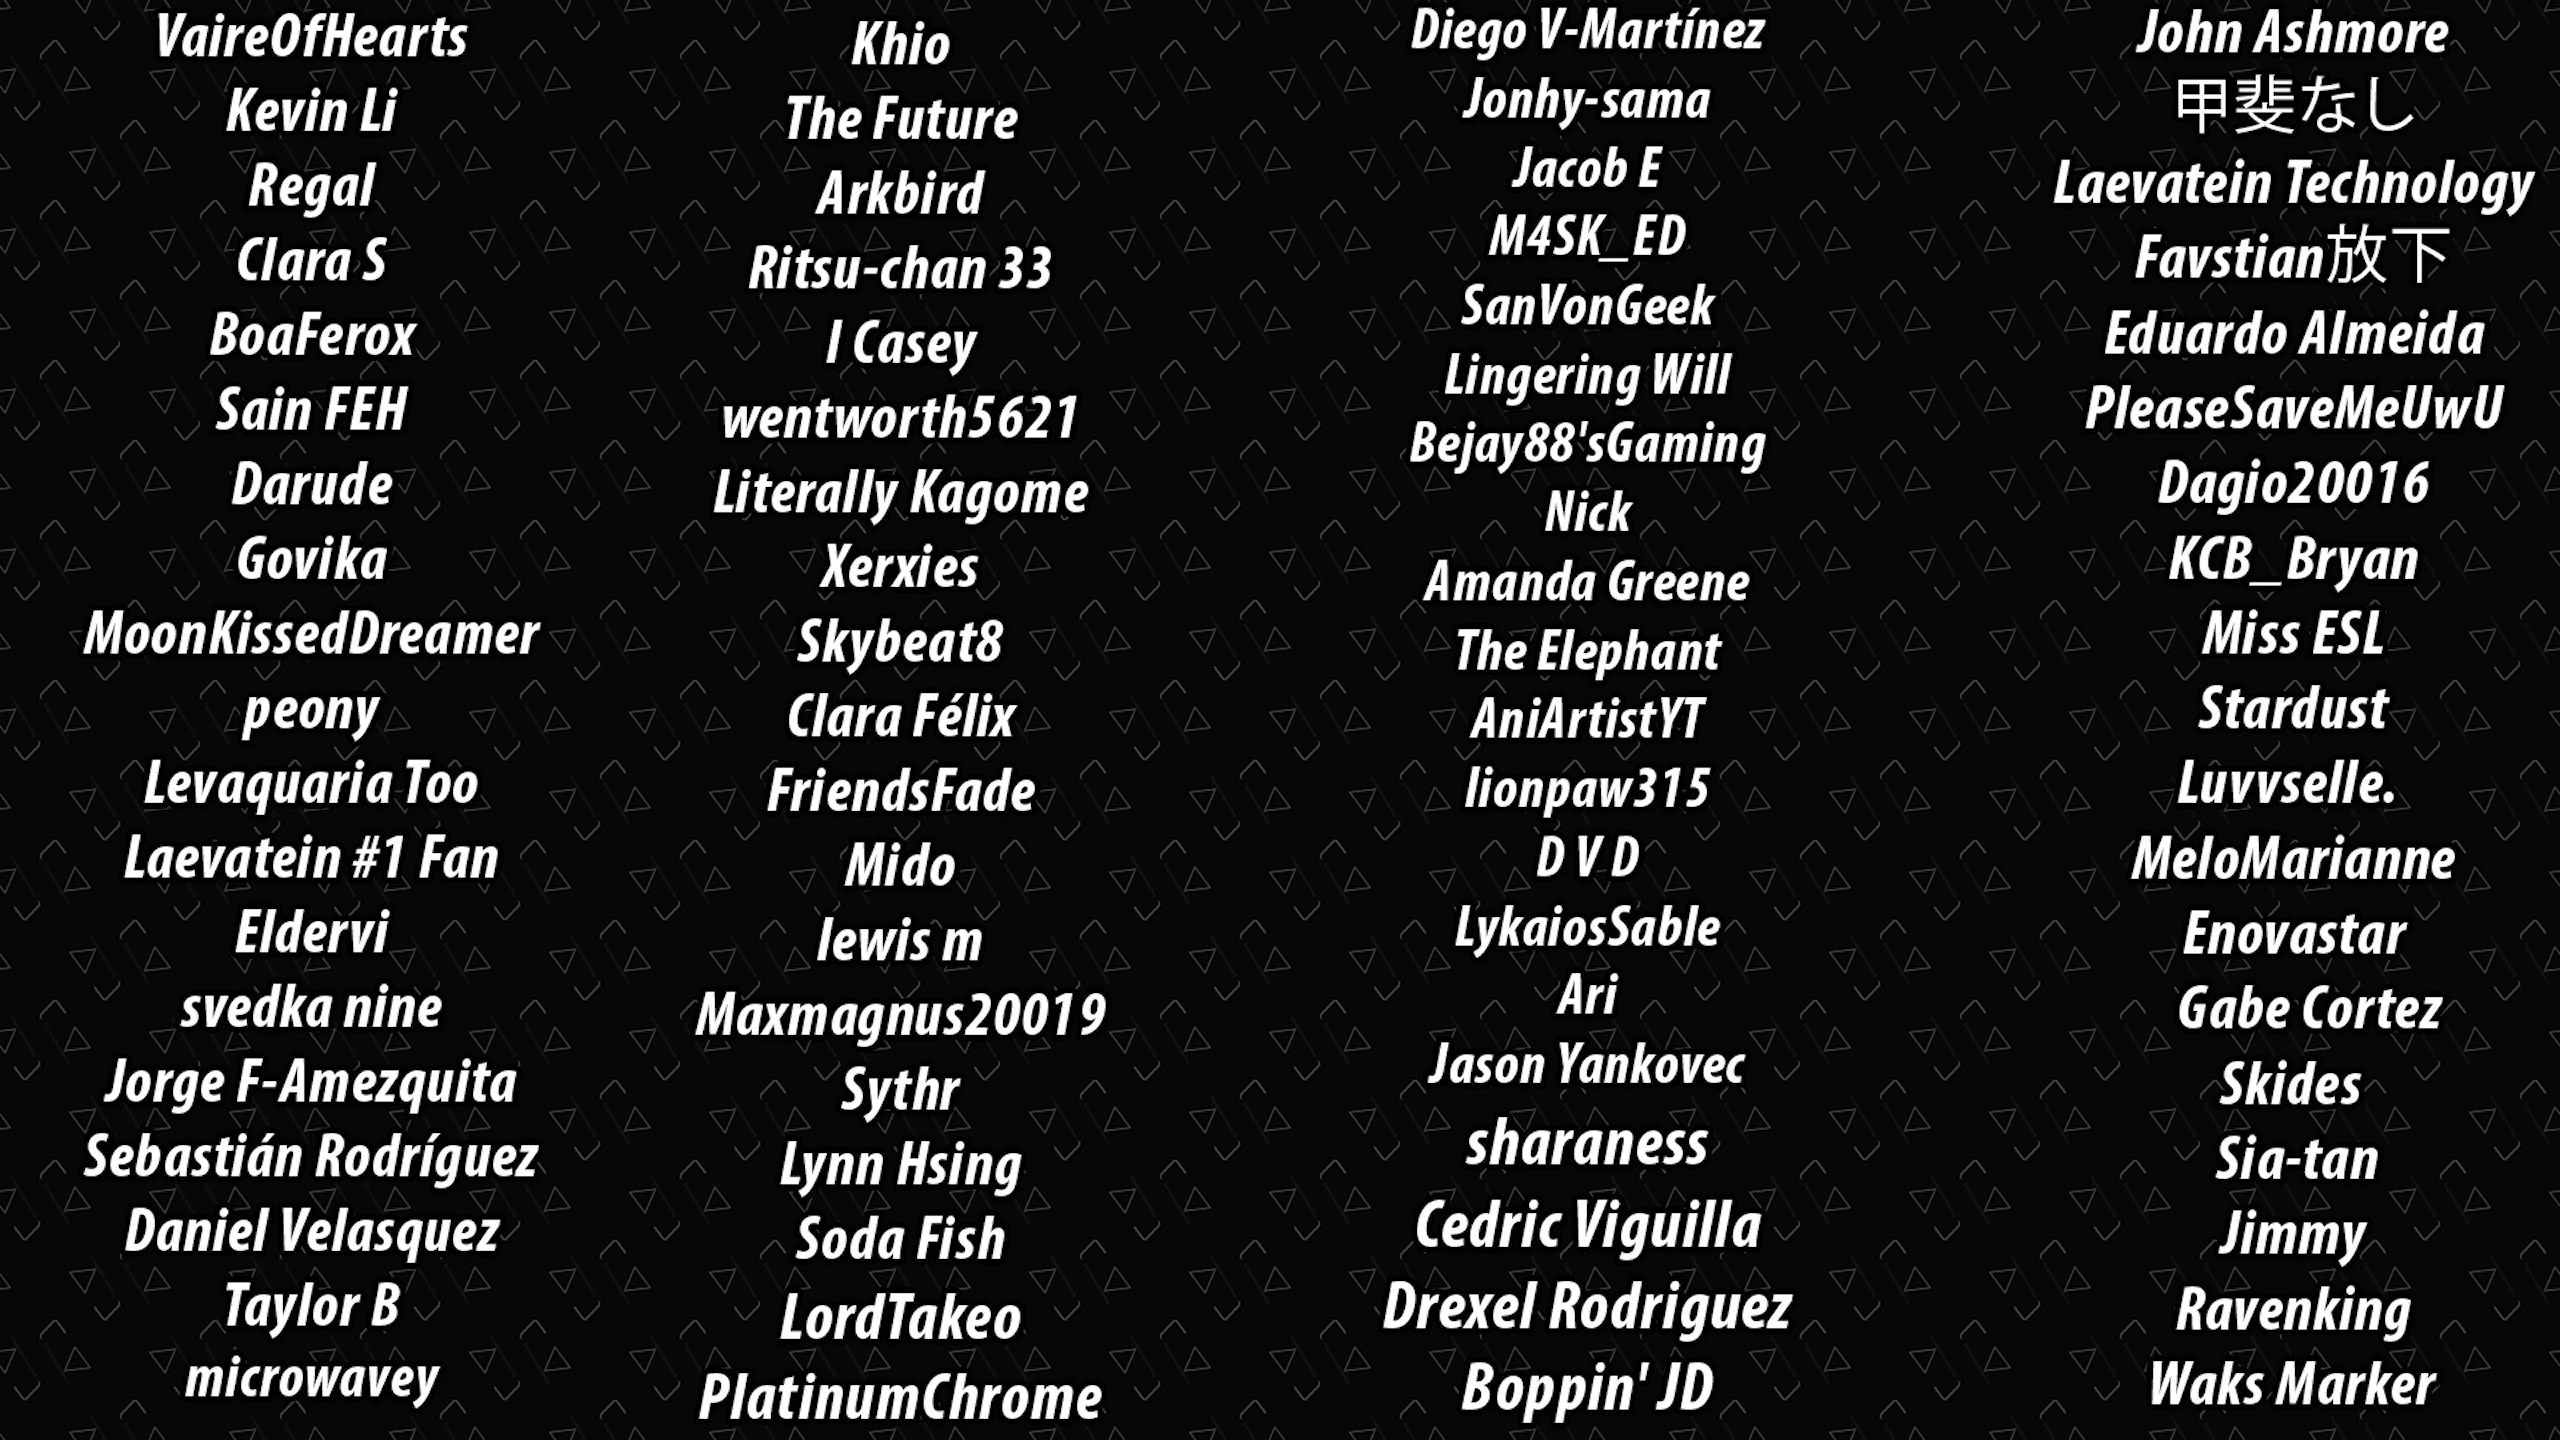 VaireOfHearts
Kevin Li
Regal
Clara S
BoaFerox
Sain FEH
Darude
Govika
MoonKissedDreamer
peony
Levaquaria Too
Laevatein #1 Fan
Eldervi
svedka nine
Jorge F-Amezquita
Sebastián Rodríguez
Daniel Velasquez
Taylor B
microwavey
Khio
The Future
Arkbird
Ritsu-chan 33
I Casey
wentworth5621
Literally Kagome
Xerxies
Skybeat8
Clara Félix
FriendsFade
Mido
lewis m
Maxmagnus20019
Sythr
Lynn Hsing
Soda Fish
LordTakeo
PlatinumChrome
Diego V-Martínez
Jonhy-sama
Jacob E
M4SK_ED
SanVonGeek
Lingering Will
Bejay88'sGaming
Nick
Amanda Greene
The Elephant
AniArtistYT
lionpaw315
D V D
LykaiosSable
Ari
Jason Yankovec
sharaness
Cedric Viguilla
Drexel Rodriguez
Boppin' JD
John Ashmore
甲斐なし
Laevatein Technology
Favstian放下
Eduardo Almeida
PleaseSaveMeUwU
Dagio20016
KCB_Bryan
Miss ESL
Stardust
Luvvselle.
MeloMarianne
Enovastar
Gabe Cortez
Skides
Sia-tan
Jimmy
Ravenking
Waks Marker